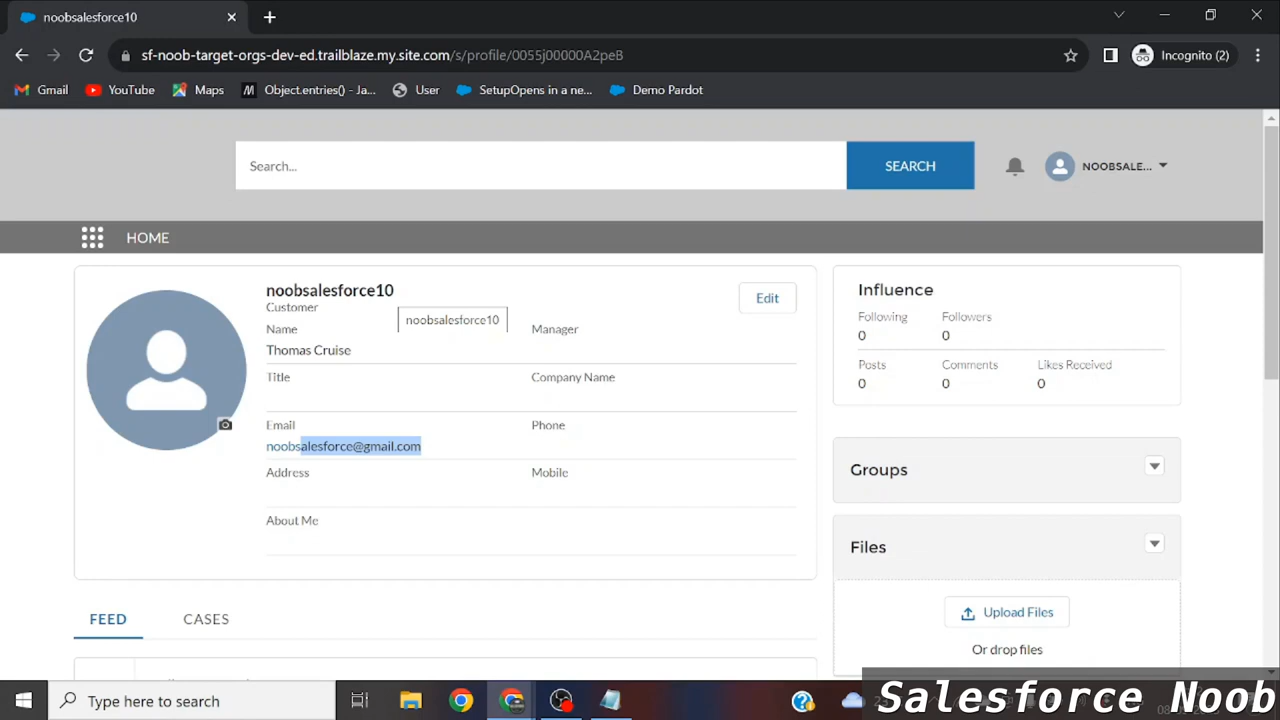 noobsalesforce10
sf-noob-target-orgs-dev-ed.trailblaze.my.site.com/s/profile/0055j00000A2peB
Incognito (2)
Gmail
YouTube
Maps
Object.entries() - Ja...
User
SetupOpens in a ne...
Demo Pardot
Search...
SEARCH
NOOBSALE...
HOME
noobsalesforce10
Customer
noobsalesforce10
Edit
Name
Manager
Thomas Cruise
Title
Company Name
Email
Phone
noobsalesforce@gmail.com
Address
Mobile
About Me
FEED
CASES
Influence
Following
Followers
0
0
Posts
Comments
Likes Received
0
0
0
Groups
Files
Upload Files
Or drop files
Type here to search
Salesforce Noob